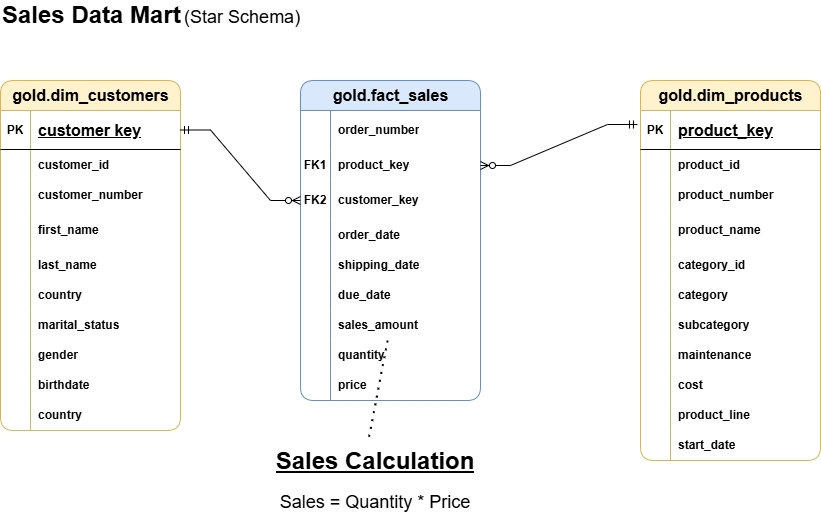 Sales Data Mart (Star Schema)
gold.dim_customers
PK customer key
customer_id
customer_number
first_name
last_name
country
marital_status
gender
birthdate
country
gold.fact_sales
order_number
FK1 product_key
FK2 customer_key
order_date
shipping_date
due_date
sales_amount
quantity
price
gold.dim_products
PK product_key
product_id
product_number
product_name
category_id
category
subcategory
maintenance
cost
product_line
start_date
Sales Calculation
Sales = Quantity * Price